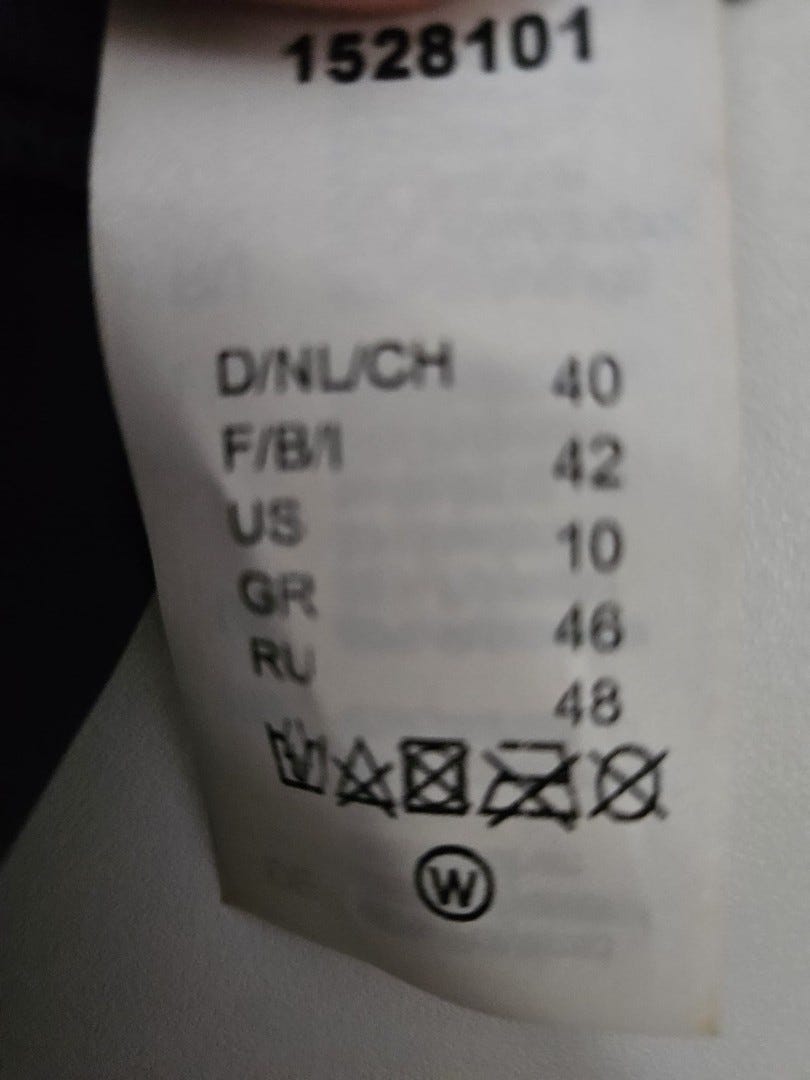 1528101
D/NL/CH 40
F/B/I 42
US 10
GR 46
RU 48
W